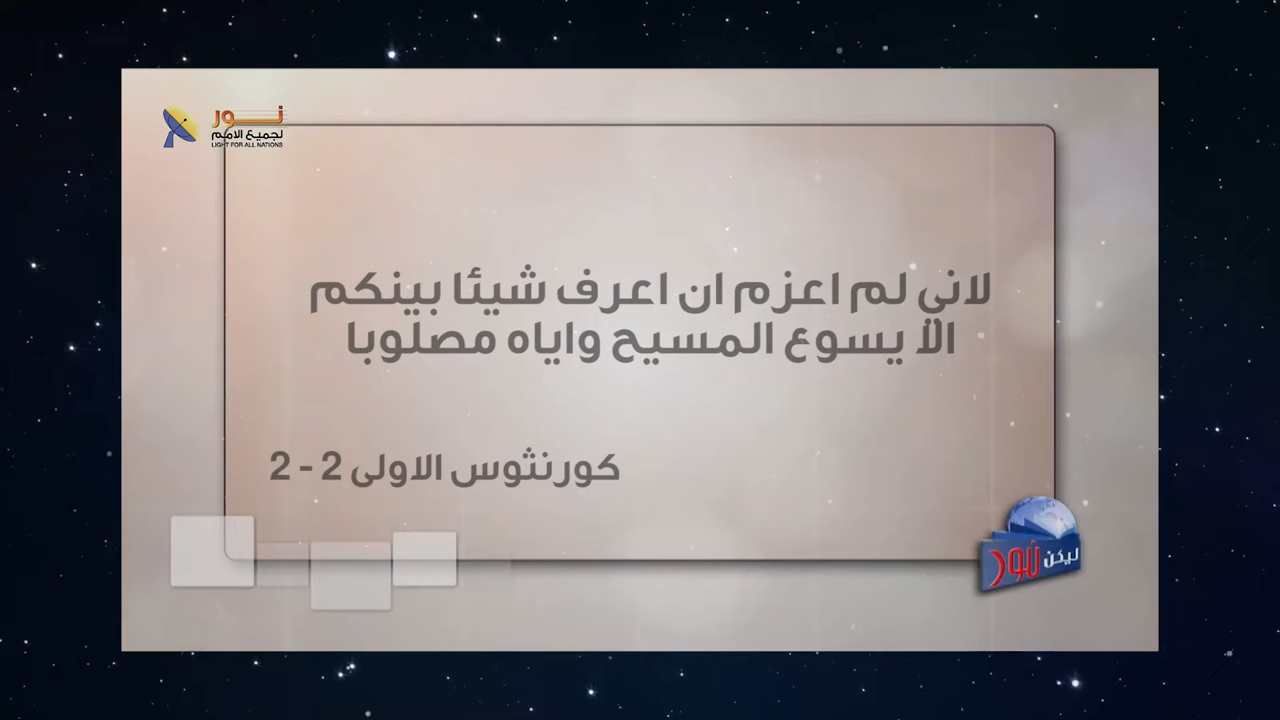 نور
لجميع الامم
LIGHT FOR ALL NATIONS
لاني لم اعزم ان اعرف شيئا بينكم
الا يسوع المسيح واياه مصلوبا
كورنثوس الاولى 2 - 2
ليكن نور